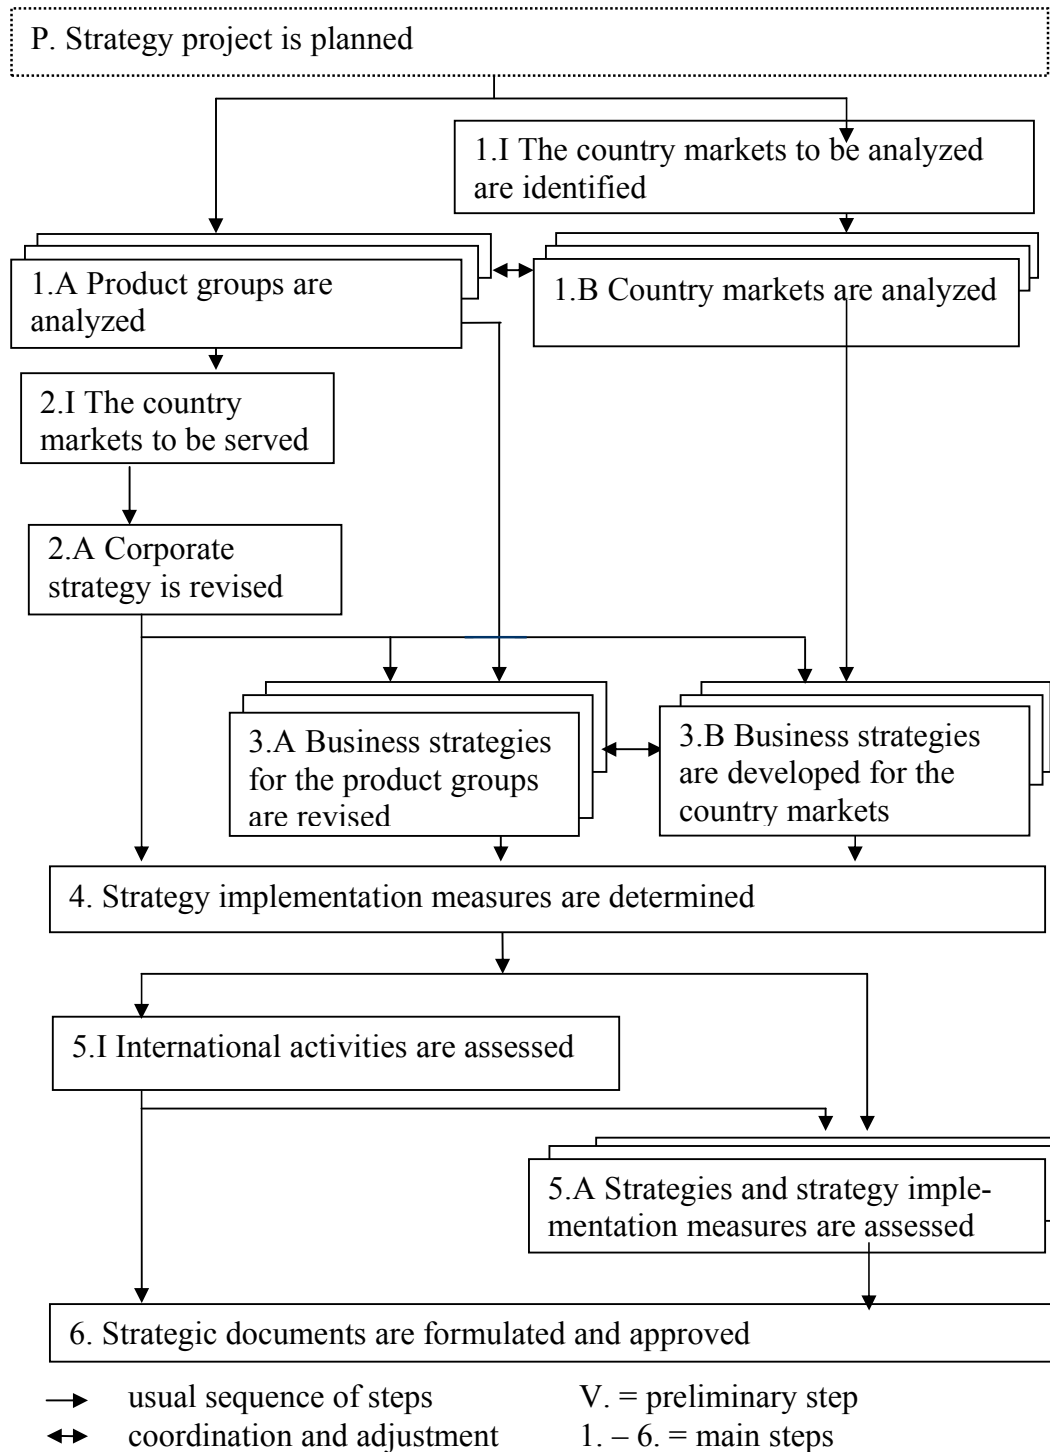 P. Strategy project is planned
1.I The country markets to be analyzed
are identified
1.A Product groups are
analyzed
1.B Country markets are analyzed
2.I The country
markets to be served
2.A Corporate
strategy is revised
3.A Business strategies
for the product groups
are revised
3.B Business strategies
are developed for the
country markets
4. Strategy implementation measures are determined
5.I International activities are assessed
5.A Strategies and strategy imple-
mentation measures are assessed
6. Strategic documents are formulated and approved
usual sequence of steps
V. = preliminary step
coordination and adjustment
1. – 6. = main steps